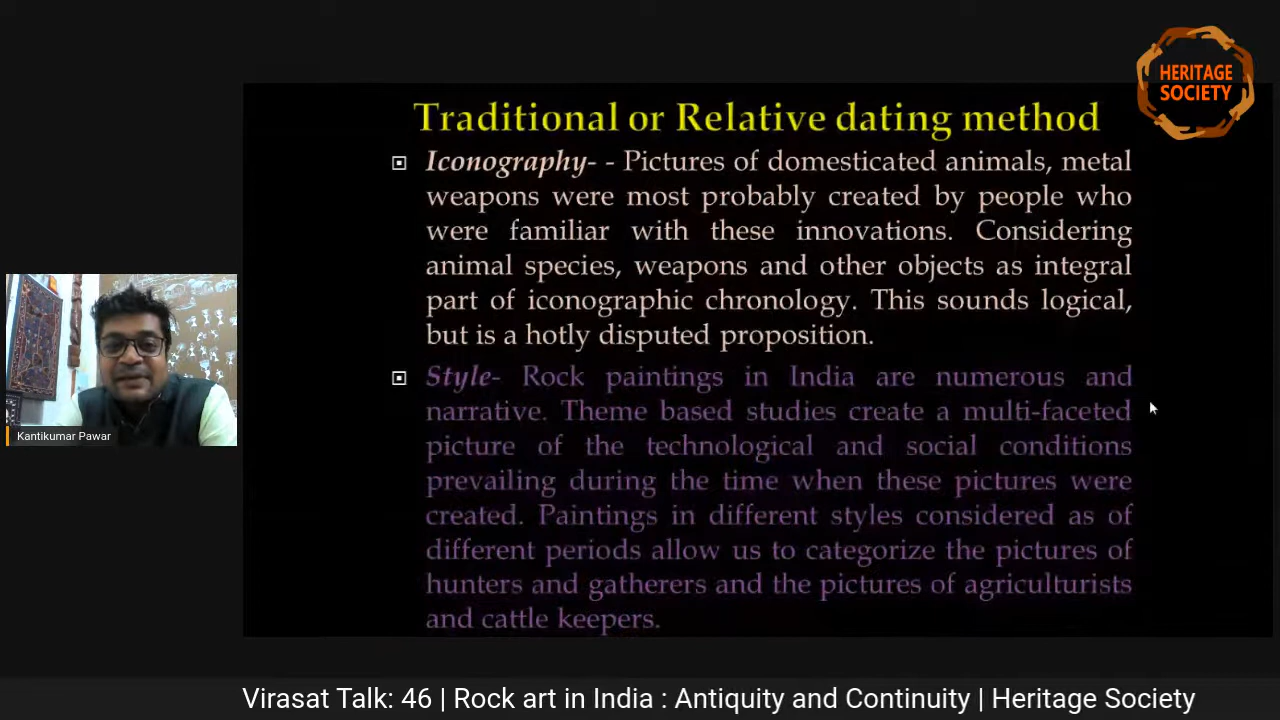 HERITAGE
SOCIETY
Traditional or Relative dating method
Iconography- - Pictures of domesticated animals, metal
weapons were most probably created by people who
were familiar with these innovations. Considering
animal species, weapons and other objects as integral
part of iconographic chronology. This sounds logical,
but is a hotly disputed proposition.
Style- Rock paintings in India are numerous and
narrative. Theme based studies create a multi-faceted
picture of the technological and social conditions
prevailing during the time when these pictures were
created. Paintings in different styles considered as of
different periods allow us to categorize the pictures of
hunters and gatherers and the pictures of agriculturists
and cattle keepers.
Kantikumar Pawar
Virasat Talk: 46 | Rock art in India : Antiquity and Continuity | Heritage Society